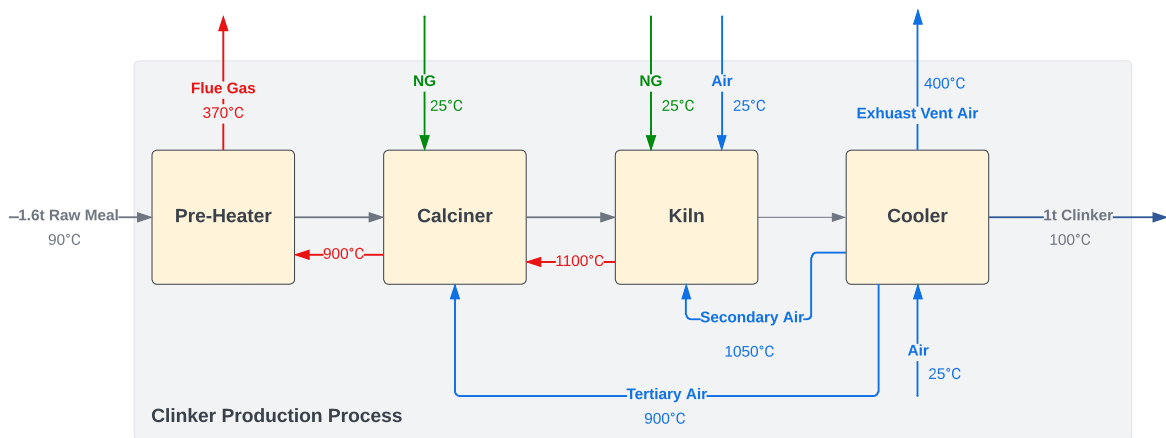 Flue Gas
370°C
NG
25°C
NG
25°C
Air
25°C
400°C
Exhuast Vent Air
1.6t Raw Meal
90°C
Pre-Heater
Calciner
Kiln
Cooler
1t Clinker
100°C
900°C
1100°C
Secondary Air
1050°C
Air
25°C
Tertiary Air
900°C
Clinker Production Process